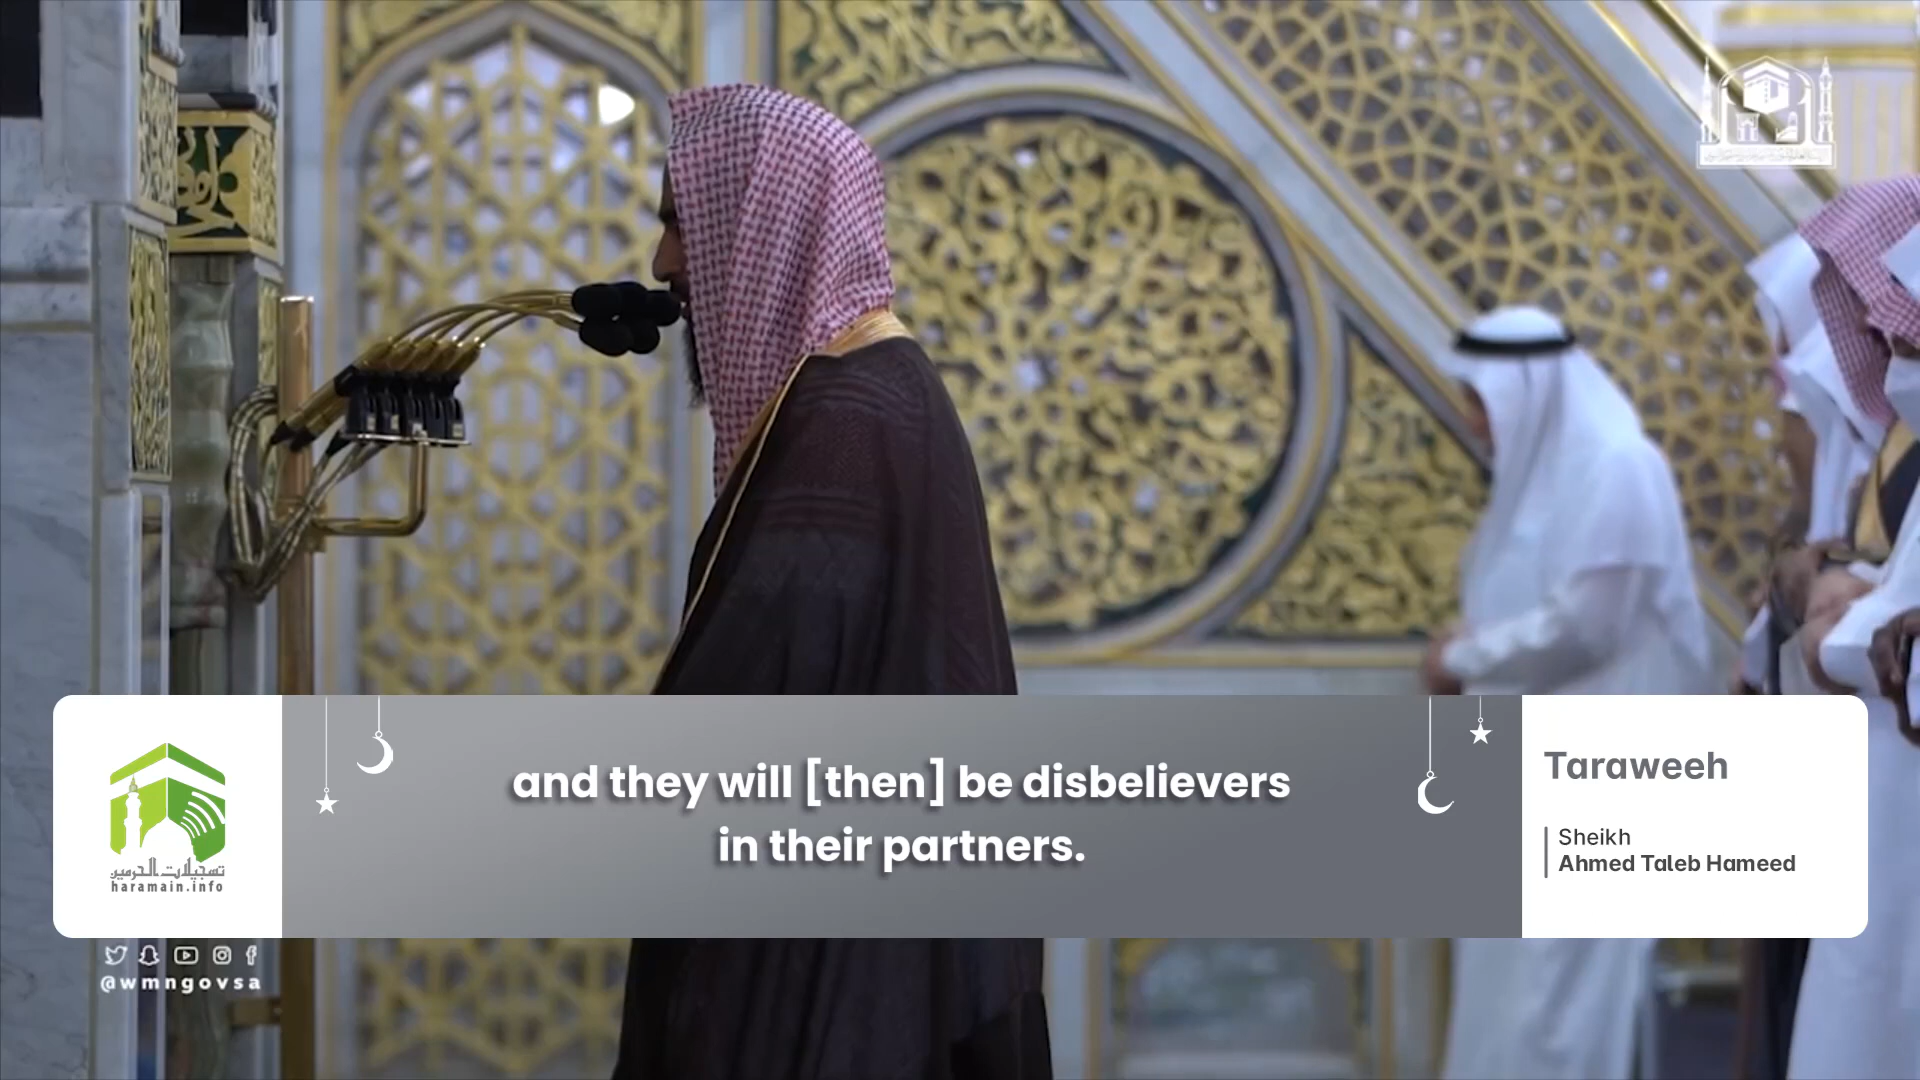 and they will [then] be disbelievers
in their partners.
Taraweeh
Sheikh
Ahmed Taleb Hameed
تسجيلات الحرمين
haramain.info
@wmngovsa